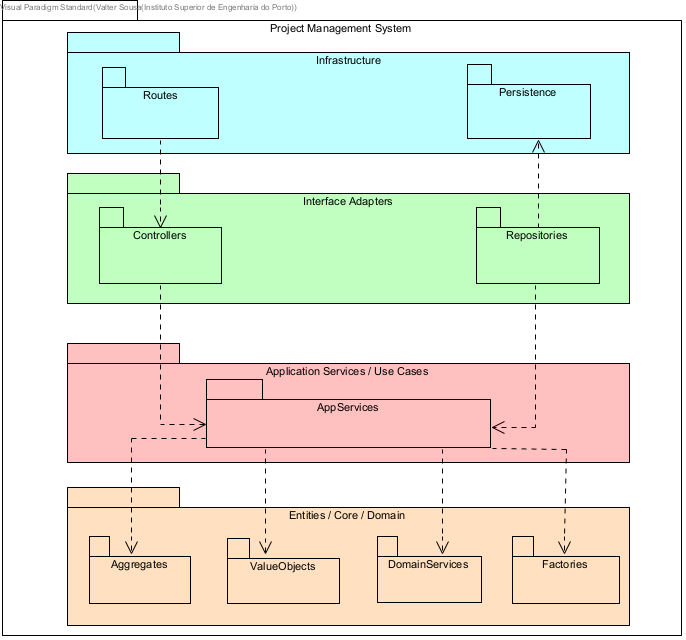 Visual Paradigm Standard(Valter Sousa(Instituto Superior de Engenharia do Porto))
Project Management System
Infrastructure
Routes
Persistence
Interface Adapters
Controllers
Repositories
Application Services / Use Cases
AppServices
Entities / Core / Domain
Aggregates
ValueObjects
DomainServices
Factories